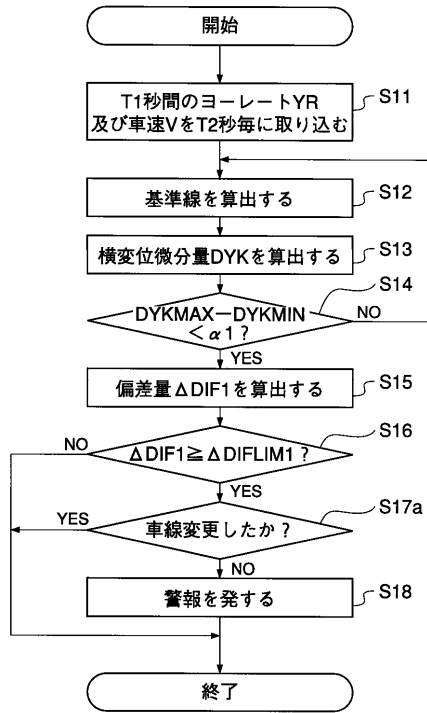 開始
T1秒間のヨーレートYR
及び車速VをT2秒毎に取り込む
S11
基準線を算出する
S12
横変位微分量DYKを算出する
S13
DYKMAX－DYKMIN
＜α1？
S14
NO
YES
偏差量ΔDIF1を算出する
S15
ΔDIF1≧ΔDIFLIM1？
S16
NO
YES
車線変更したか？
S17a
YES
NO
警報を発する
S18
終了